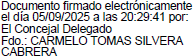 Documento firmado electrónicamente
el día 05/09/2025 a las 20:29:41 por:
El Concejal Delegado
Fdo.: CARMELO TOMAS SILVERA
CABRERA